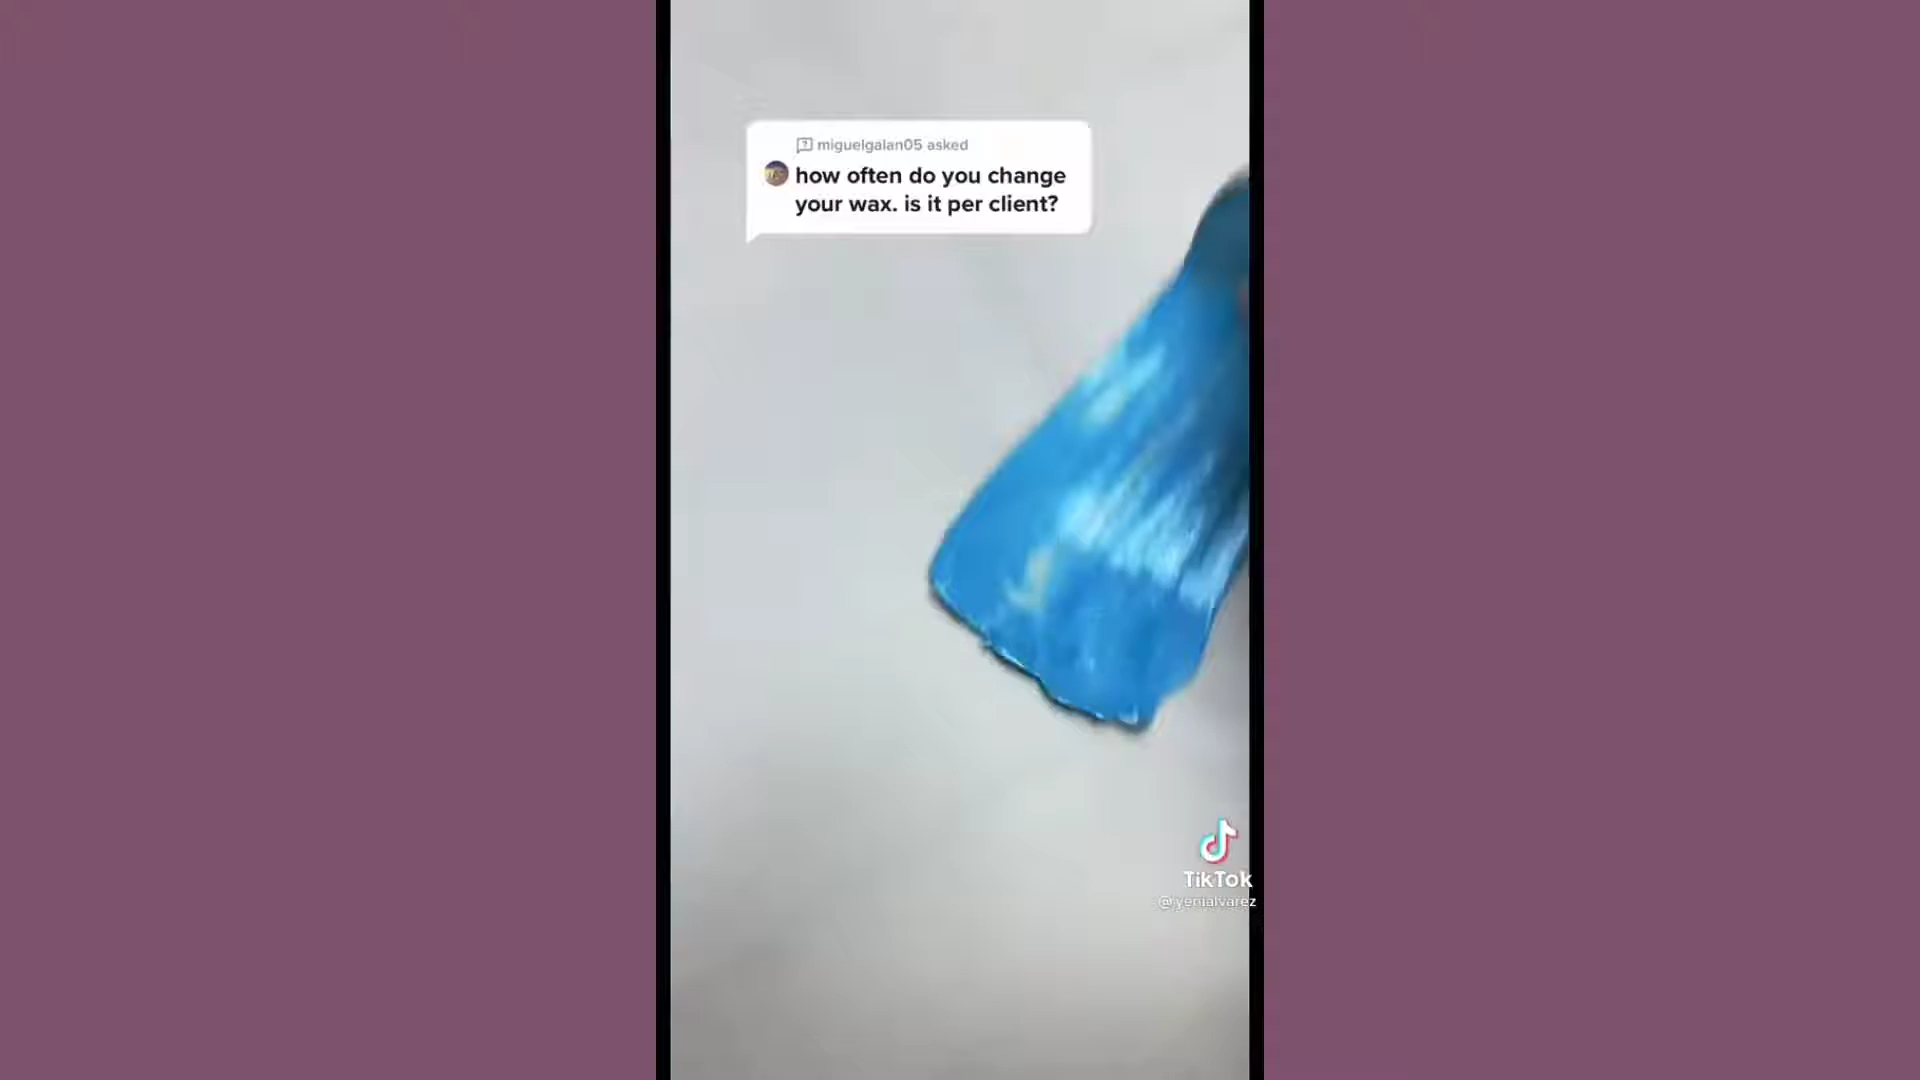 miguelgalan05 asked
how often do you change
your wax. is it per client?
TikTok
@yenialvarez